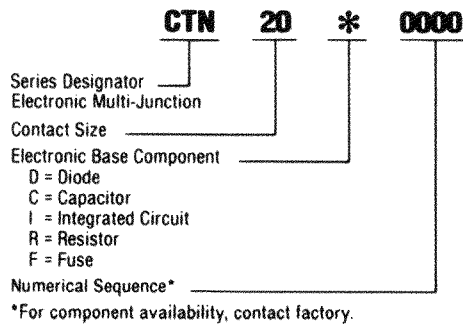 CTN 20 * 0000
Series Designator
Electronic Multi-Junction
Contact Size
Electronic Base Component
D = Diode
C = Capacitor
I = Integrated Circuit
R = Resistor
F = Fuse
Numerical Sequence*
*For component availability, contact factory.